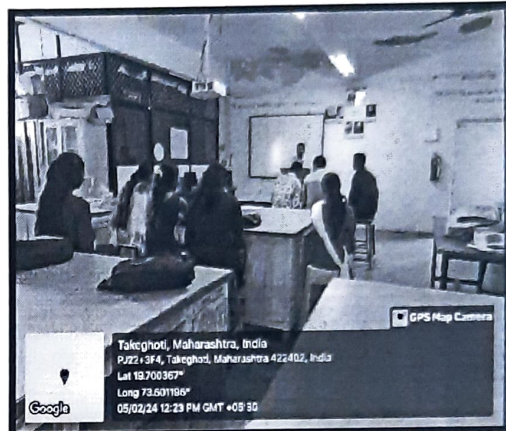 GPS Map Camera
Takeghoti, Maharashtra, India
PJ22+3F4, Takeghoti, Maharashtra 422402, India
Lat 19.700367°
Long 73.601196°
05/02/24 12:23 PM GMT +05:30
Google